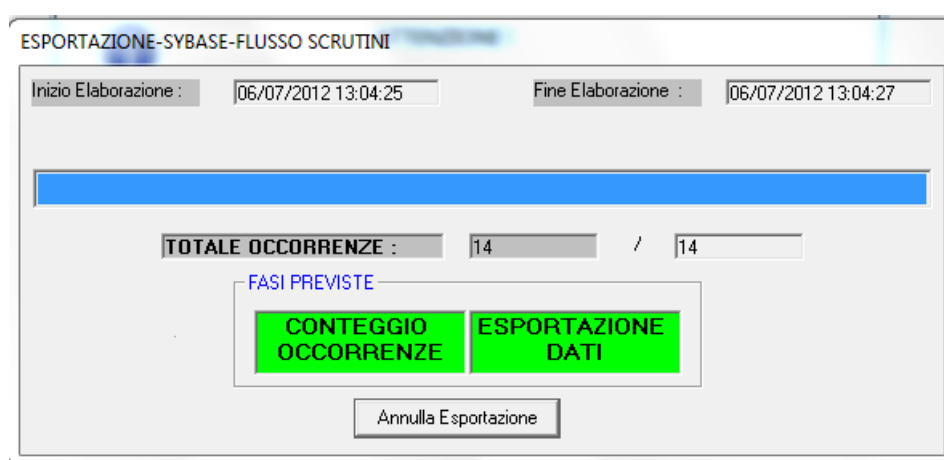 ESPORTAZIONE-SYBASE-FLUSSO SCRUTINI
Inizio Elaborazione : 06/07/2012 13:04:25 Fine Elaborazione : 06/07/2012 13:04:27
TOTALE OCCORRENZE : 14 / 14
FASI PREVISTE
CONTEGGIO OCCORRENZE
ESPORTAZIONE DATI
Annulla Esportazione